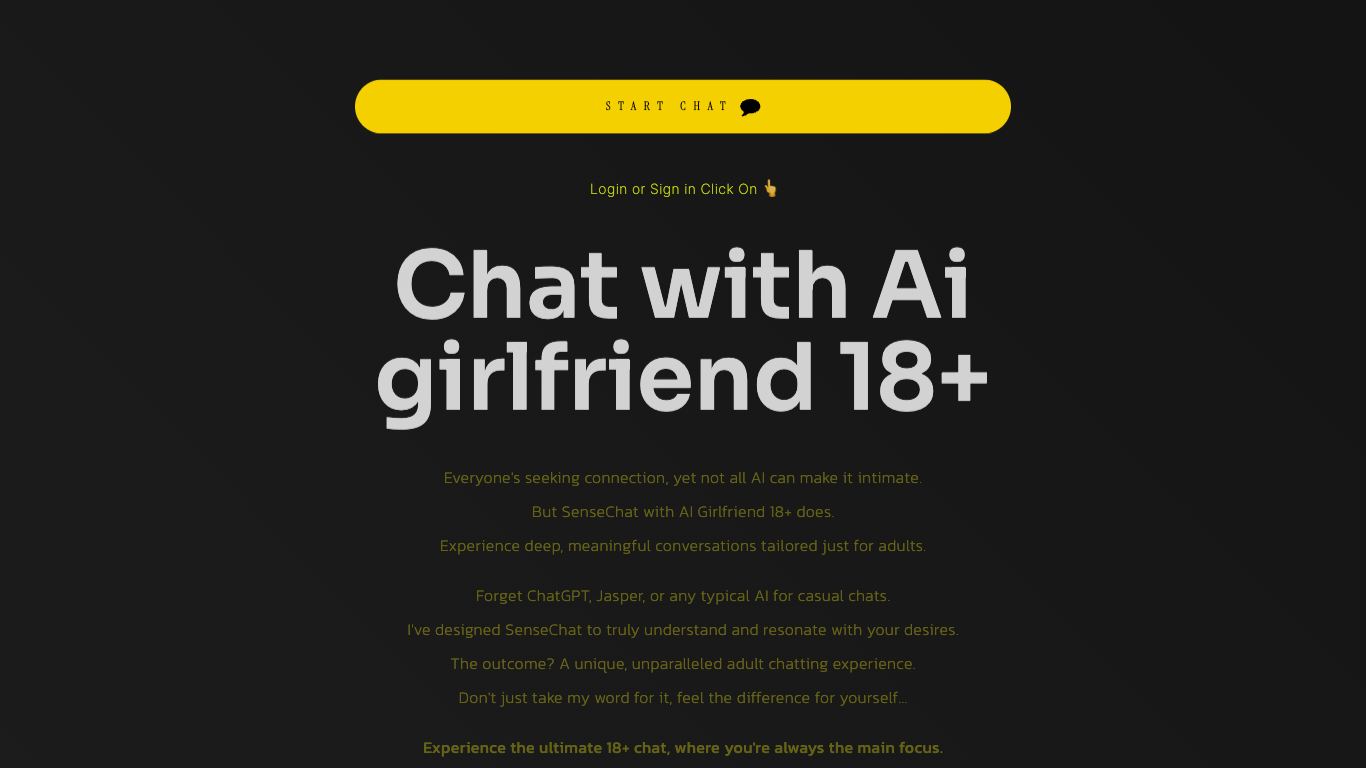 START CHAT
Login or Sign in Click On
Chat with Ai
girlfriend 18+
Everyone's seeking connection, yet not all AI can make it intimate.
But SenseChat with AI Girlfriend 18+ does.
Experience deep, meaningful conversations tailored just for adults.
Forget ChatGPT, Jasper, or any typical AI for casual chats.
I've designed SenseChat to truly understand and resonate with your desires.
The outcome? A unique, unparalleled adult chatting experience.
Don't just take my word for it, feel the difference for yourself...
Experience the ultimate 18+ chat, where you're always the main focus.